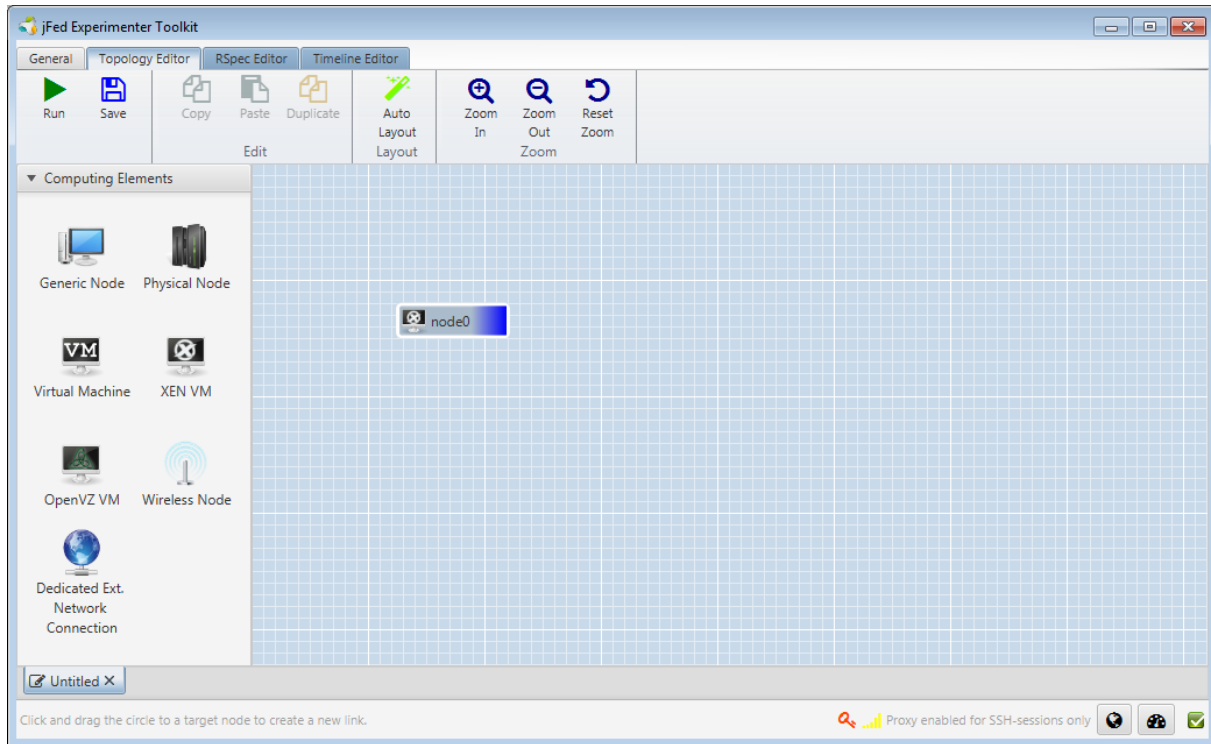 jFed Experimenter Toolkit
General Topology Editor RSpec Editor Timeline Editor
Run Save Copy Paste Duplicate Auto Layout Zoom In Zoom Out Reset Zoom
Edit Layout Zoom
Computing Elements
Generic Node Physical Node
node0
VM
Virtual Machine XEN VM
OpenVZ VM Wireless Node
Dedicated Ext.
Network
Connection
Untitled
Click and drag the circle to a target node to create a new link. Proxy enabled for SSH-sessions only